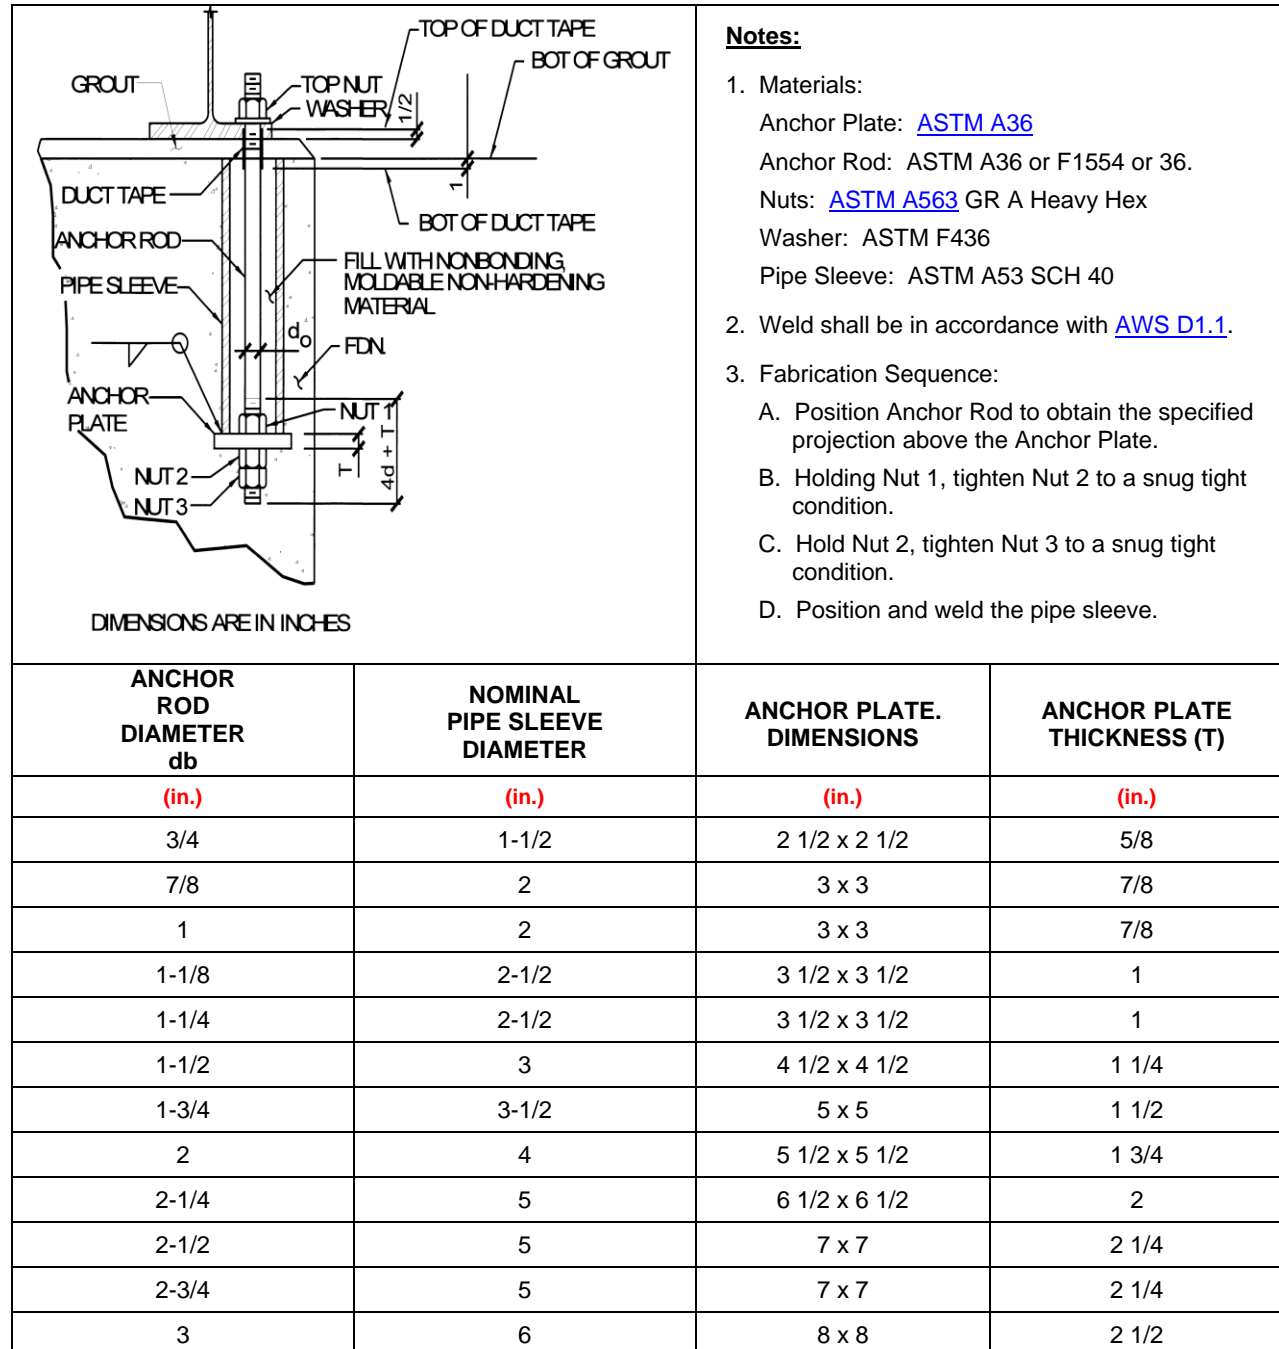 TOP OF DUCT TAPE
BOT OF GROUT
GROUT
TOP NUT
WASHER
1/2
DUCT TAPE
1
BOT OF DUCT TAPE
ANCHOR ROD
FILL WITH NONBONDING,
MOLDABLE NON-HARDENING
MATERIAL
PIPE SLEEVE
do
FDN.
ANCHOR
PLATE
NUT 1
T
4d + T
NUT 2
NUT 3
DIMENSIONS ARE IN INCHES
Notes:
1. Materials:
Anchor Plate: ASTM A36
Anchor Rod: ASTM A36 or F1554 or 36.
Nuts: ASTM A563 GR A Heavy Hex
Washer: ASTM F436
Pipe Sleeve: ASTM A53 SCH 40
2. Weld shall be in accordance with AWS D1.1.
3. Fabrication Sequence:
A. Position Anchor Rod to obtain the specified
projection above the Anchor Plate.
B. Holding Nut 1, tighten Nut 2 to a snug tight
condition.
C. Hold Nut 2, tighten Nut 3 to a snug tight
condition.
D. Position and weld the pipe sleeve.
ANCHOR
ROD
DIAMETER
db
NOMINAL
PIPE SLEEVE
DIAMETER
ANCHOR PLATE.
DIMENSIONS
ANCHOR PLATE
THICKNESS (T)
(in.) (in.) (in.) (in.)
3/4 1-1/2 2 1/2 x 2 1/2 5/8
7/8 2 3 x 3 7/8
1 2 3 x 3 7/8
1-1/8 2-1/2 3 1/2 x 3 1/2 1
1-1/4 2-1/2 3 1/2 x 3 1/2 1
1-1/2 3 4 1/2 x 4 1/2 1 1/4
1-3/4 3-1/2 5 x 5 1 1/2
2 4 5 1/2 x 5 1/2 1 3/4
2-1/4 5 6 1/2 x 6 1/2 2
2-1/2 5 7 x 7 2 1/4
2-3/4 5 7 x 7 2 1/4
3 6 8 x 8 2 1/2